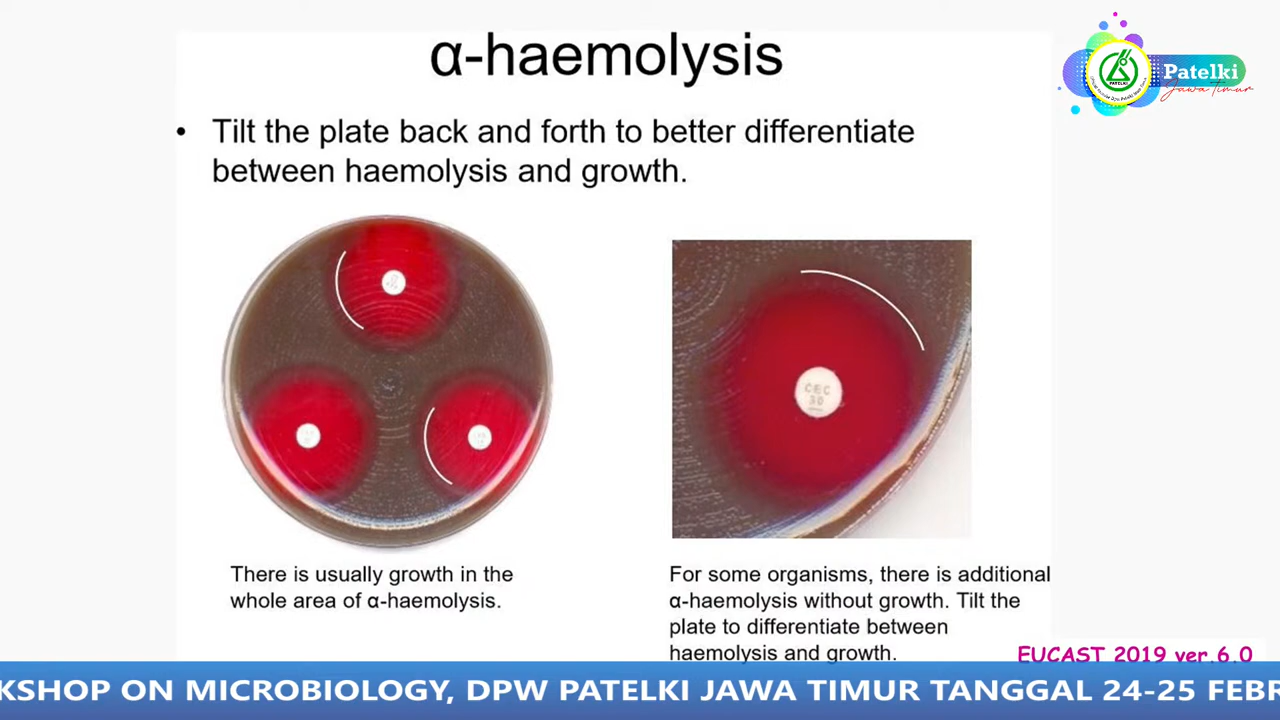 α-haemolysis
Patelki
Jawa Timur
PATELKI
• Tilt the plate back and forth to better differentiate
between haemolysis and growth.
CEC
30
There is usually growth in the
whole area of α-haemolysis.
For some organisms, there is additional
α-haemolysis without growth. Tilt the
plate to differentiate between
haemolysis and growth.
EUCAST 2019 ver.6.0
KSHOP ON MICROBIOLOGY, DPW PATELKI JAWA TIMUR TANGGAL 24-25 FEBR